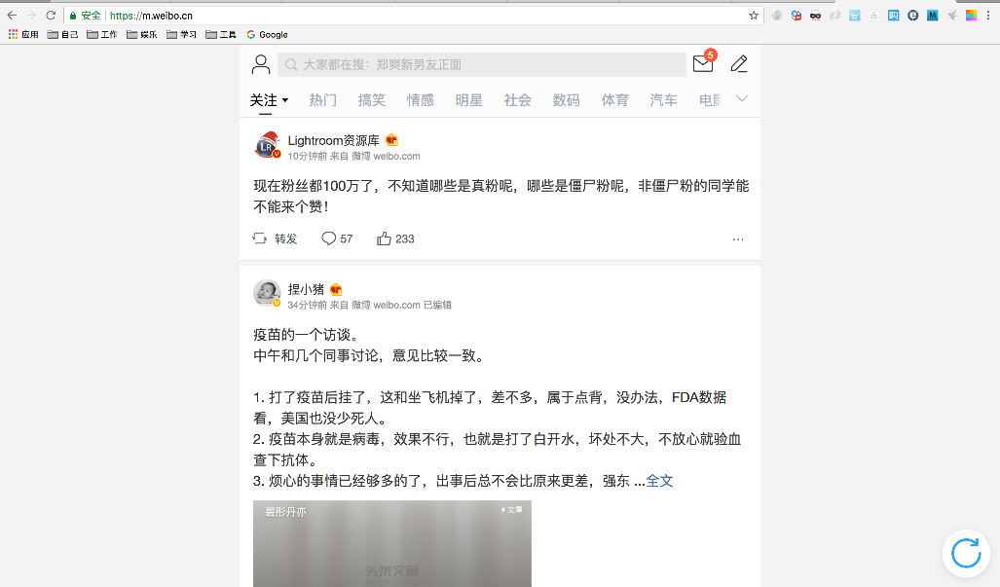 安全 https://m.weibo.cn
应用 自己 工作 娱乐 学习 工具 Google
大家都在搜：郑爽新男友正面 5
关注 热门 搞笑 情感 明星 社会 数码 体育 汽车 电影
LR
Lightroom资源库
10分钟前 来自 微博 weibo.com
现在粉丝都100万了，不知道哪些是真粉呢，哪些是僵尸粉呢，非僵尸粉的同学能
不能来个赞！
转发 57 233
捏小猪
34分钟前 来自 微博 weibo.com 已编辑
疫苗的一个访谈。
中午和几个同事讨论，意见比较一致。
1. 打了疫苗后挂了，这和坐飞机掉了，差不多，属于点背，没办法，FDA数据
看，美国也没少死人。
2. 疫苗本身就是病毒，效果不行，也就是打了白开水，坏处不大，不放心就验血
查下抗体。
3. 烦心的事情已经够多的了，出事后总不会比原来更差，强东 ...全文
碧彤丹亦 文章
头条文章